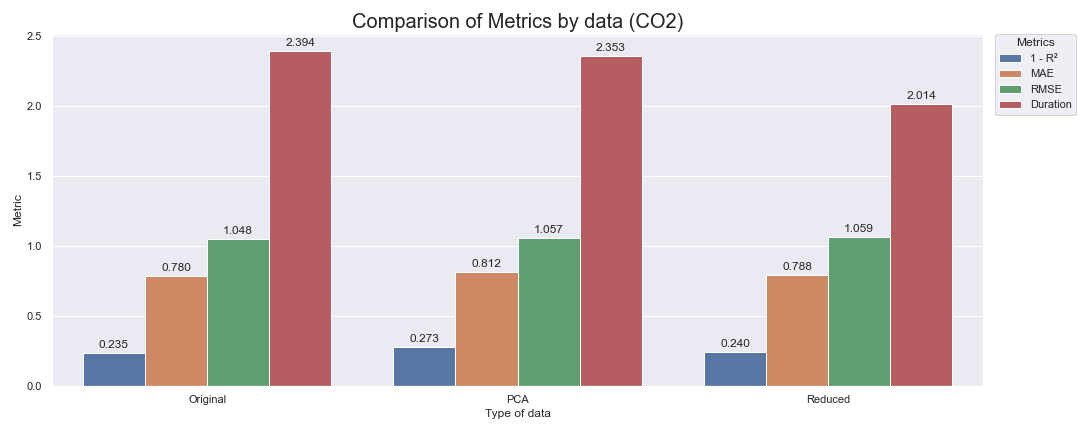 Comparison of Metrics by data (CO2)
Metrics
1 - R²
MAE
RMSE
Duration
Metric
2.5
2.0
1.5
1.0
0.5
0.0
0.235
0.780
1.048
2.394
0.273
0.812
1.057
2.353
0.240
0.788
1.059
2.014
Original
PCA
Reduced
Type of data